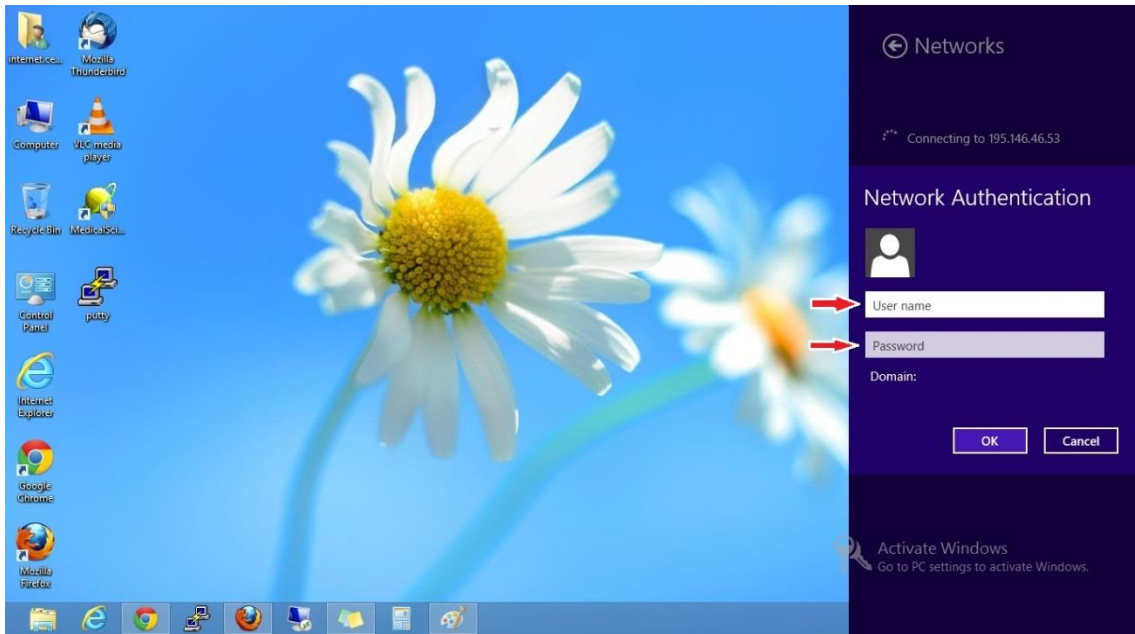 internet.ce...
Mozilla
Thunderbird
Computer
VLC media
player
Recycle Bin
MedicalSci...
Control
Panel
putty
Internet
Explorer
Google
Chrome
Mozilla
Firefox
Networks
Connecting to 195.146.46.53
Network Authentication
User name
Password
Domain:
OK
Cancel
Activate Windows
Go to PC settings to activate Windows.